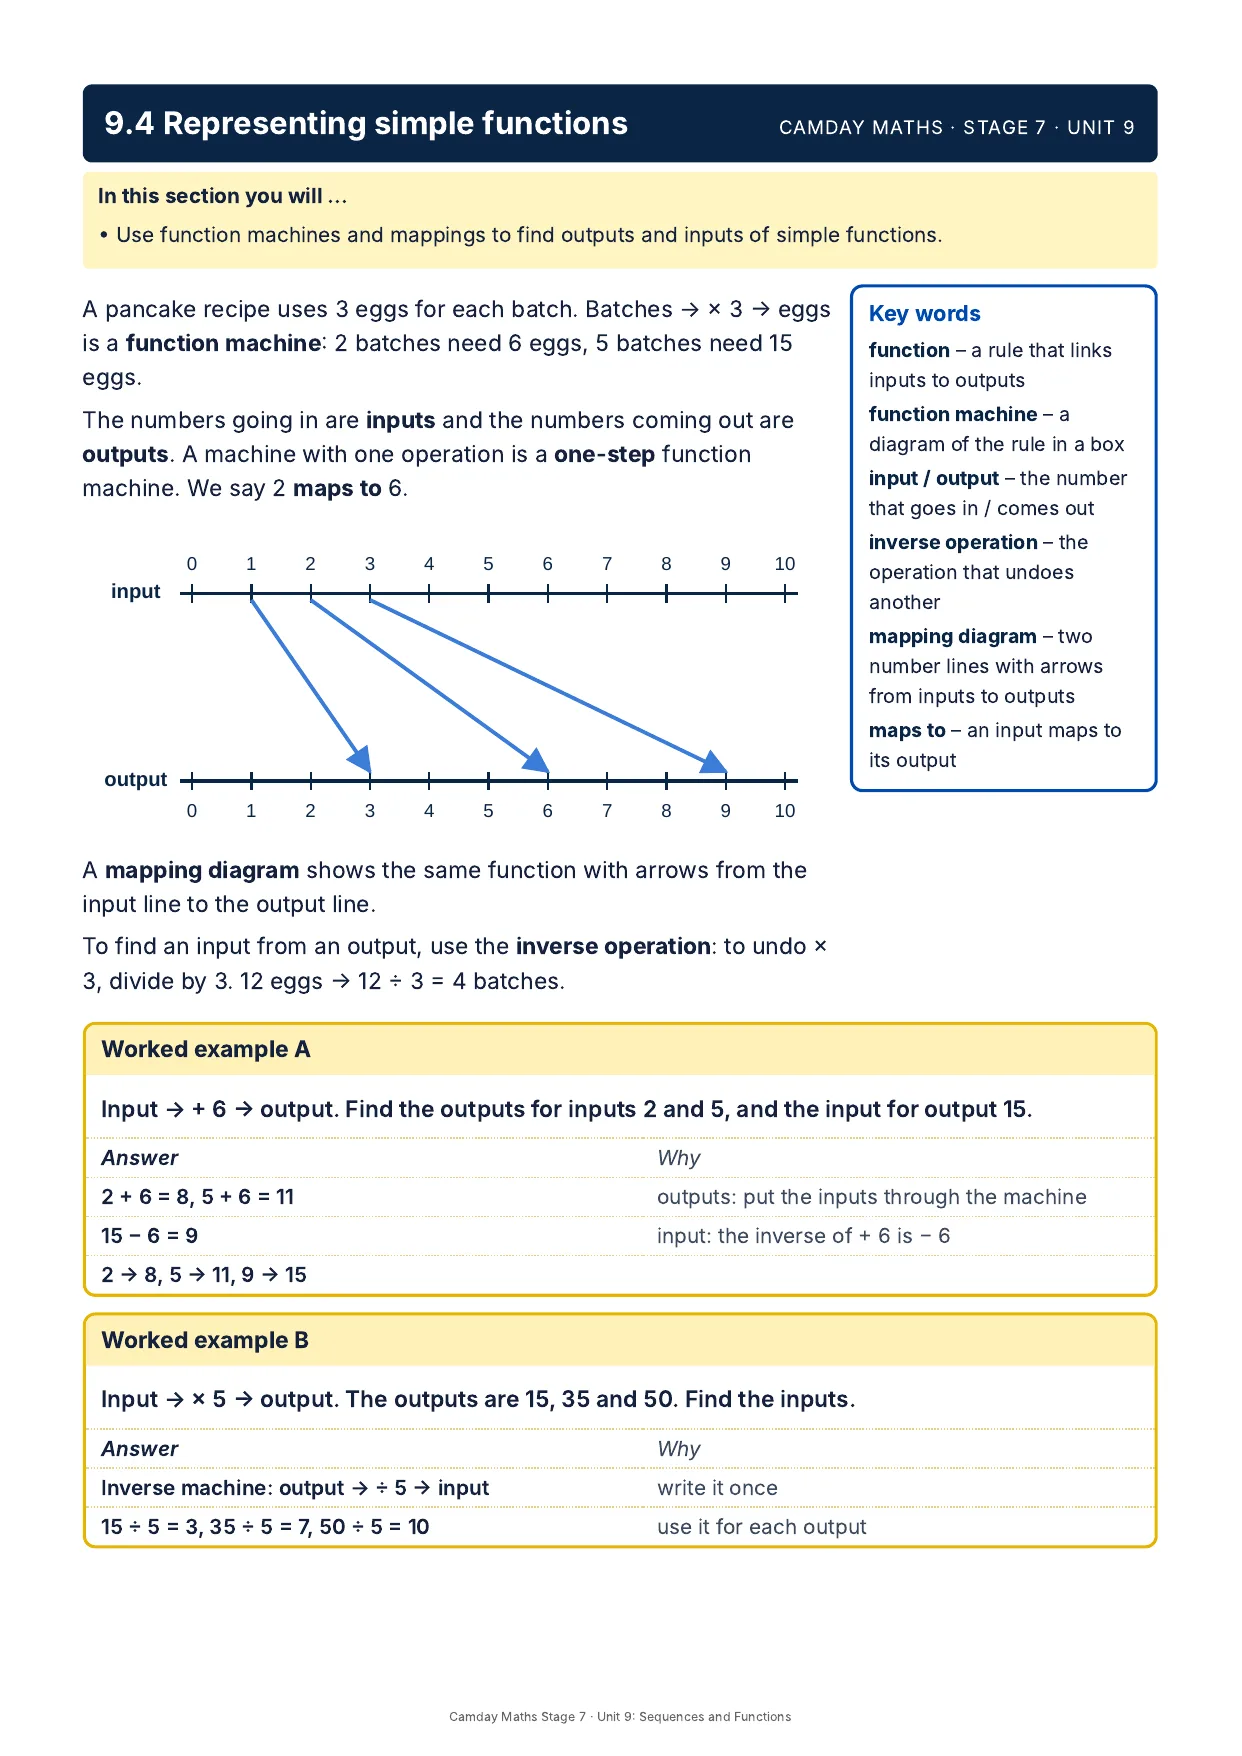 9.4 Representing simple functions
CAMDAY MATHS · STAGE 7 · UNIT 9
In this section you will …
• Use function machines and mappings to find outputs and inputs of simple functions.
A pancake recipe uses 3 eggs for each batch. Batches → × 3 → eggs
is a function machine: 2 batches need 6 eggs, 5 batches need 15
eggs.
The numbers going in are inputs and the numbers coming out are
outputs. A machine with one operation is a one-step function
machine. We say 2 maps to 6.
0 1 2 3 4 5 6 7 8 9 10
input
output
0 1 2 3 4 5 6 7 8 9 10
A mapping diagram shows the same function with arrows from the
input line to the output line.
To find an input from an output, use the inverse operation: to undo ×
3, divide by 3. 12 eggs → 12 ÷ 3 = 4 batches.
Key words
function – a rule that links
inputs to outputs
function machine – a
diagram of the rule in a box
input / output – the number
that goes in / comes out
inverse operation – the
operation that undoes
another
mapping diagram – two
number lines with arrows
from inputs to outputs
maps to – an input maps to
its output
Worked example A
Input → + 6 → output. Find the outputs for inputs 2 and 5, and the input for output 15.
Answer Why
2 + 6 = 8, 5 + 6 = 11 outputs: put the inputs through the machine
15 − 6 = 9 input: the inverse of + 6 is − 6
2 → 8, 5 → 11, 9 → 15
Worked example B
Input → × 5 → output. The outputs are 15, 35 and 50. Find the inputs.
Answer Why
Inverse machine: output → ÷ 5 → input write it once
15 ÷ 5 = 3, 35 ÷ 5 = 7, 50 ÷ 5 = 10 use it for each output
Camday Maths Stage 7 · Unit 9: Sequences and Functions